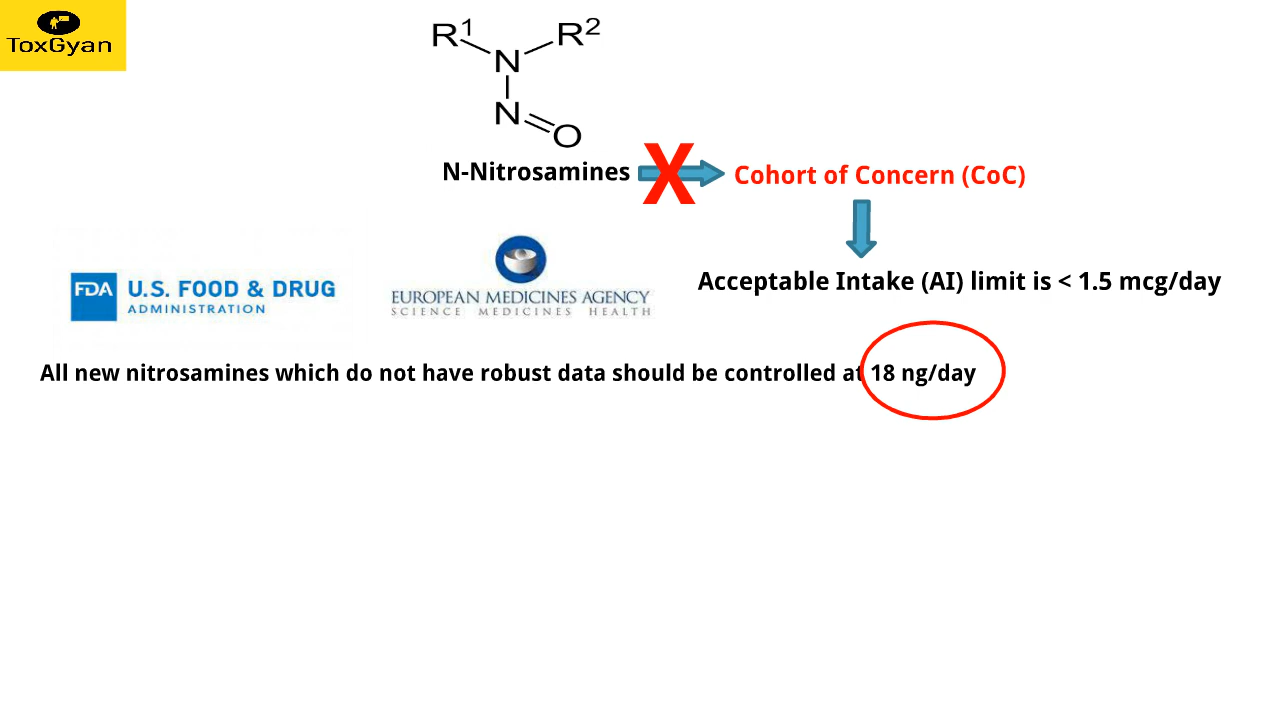 ToxGyan
R¹ R²
N
N
O
N-Nitrosamines X Cohort of Concern (CoC)
Acceptable Intake (AI) limit is < 1.5 mcg/day
FDA U.S. FOOD & DRUG
ADMINISTRATION
EUROPEAN MEDICINES AGENCY
SCIENCE MEDICINES HEALTH
All new nitrosamines which do not have robust data should be controlled at 18 ng/day